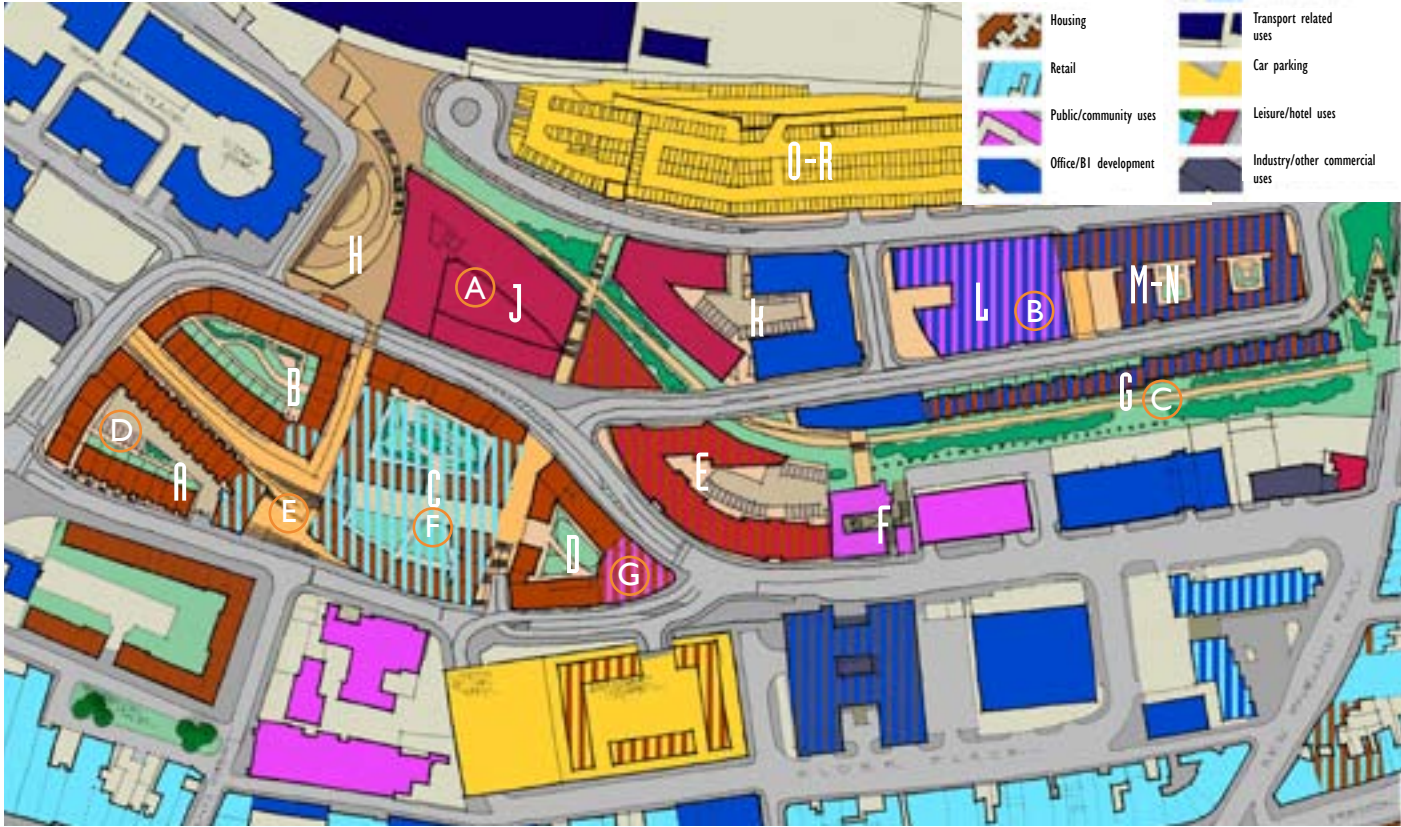 Housing
Transport related
uses
Retail
Car parking
Public/community uses
Leisure/hotel uses
Office/B1 development
Industry/other commercial
uses
O-R
H
A
J
k
L
B
M-N
B
G
C
D
A
E
C
F
E
F
D
G